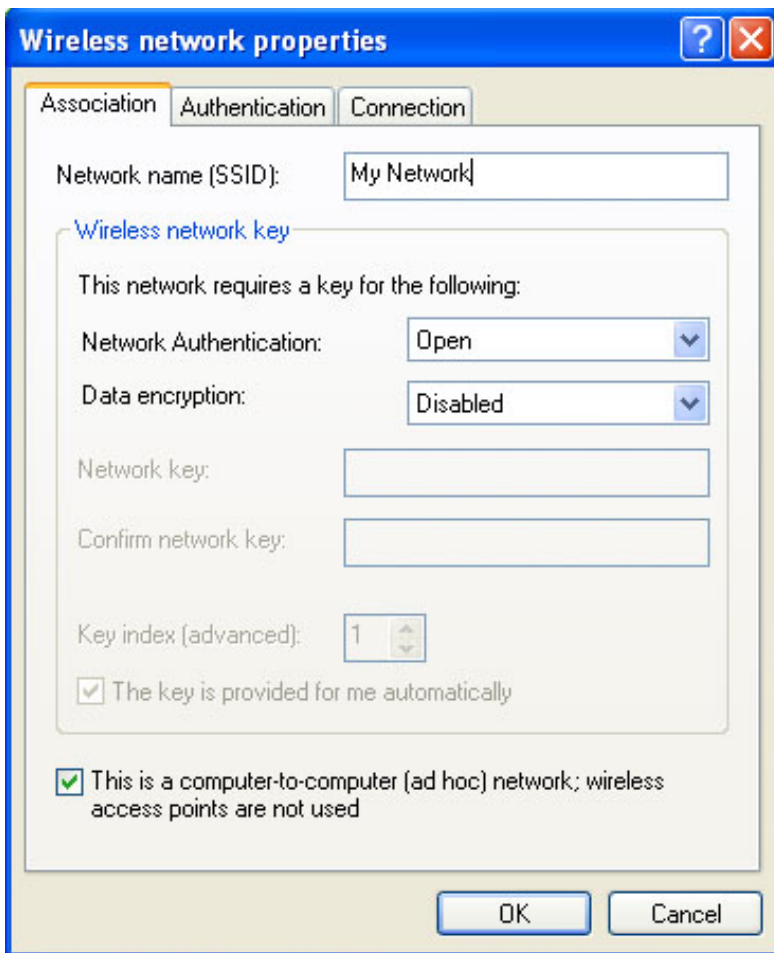 Wireless network properties
?
Association Authentication Connection
Network name (SSID): My Network
Wireless network key
This network requires a key for the following:
Network Authentication: Open
Data encryption: Disabled
Network key:
Confirm network key:
Key index (advanced): 1
The key is provided for me automatically
This is a computer-to-computer (ad hoc) network; wireless
access points are not used
OK Cancel